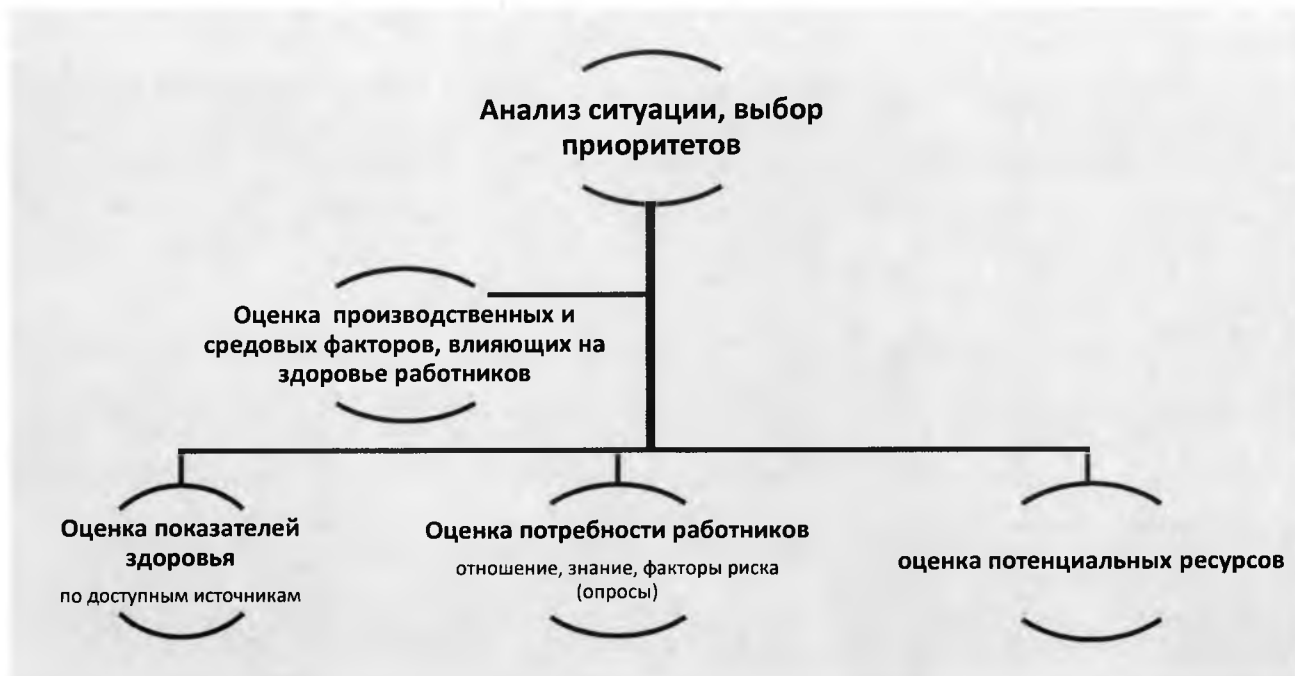 Анализ ситуации, выбор
приоритетов
Оценка производственных и
средовых факторов, влияющих на
здоровье работников
Оценка показателей
здоровья
по доступным источникам
Оценка потребности работников
отношение, знание, факторы риска
(опросы)
оценка потенциальных ресурсов